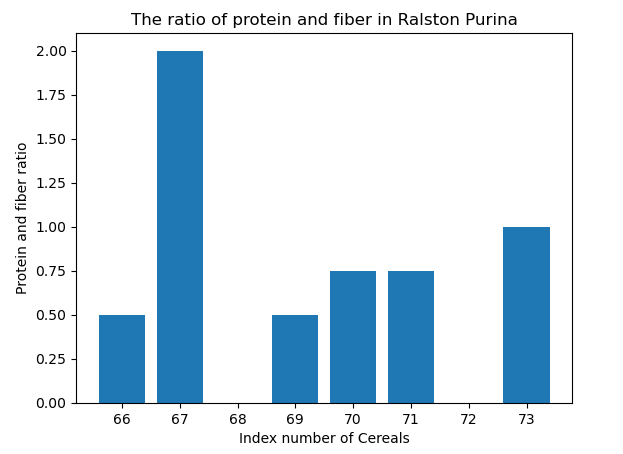 The ratio of protein and fiber in Ralston Purina
Protein and fiber ratio
2.00
1.75
1.50
1.25
1.00
0.75
0.50
0.25
0.00
66 67 68 69 70 71 72 73
Index number of Cereals